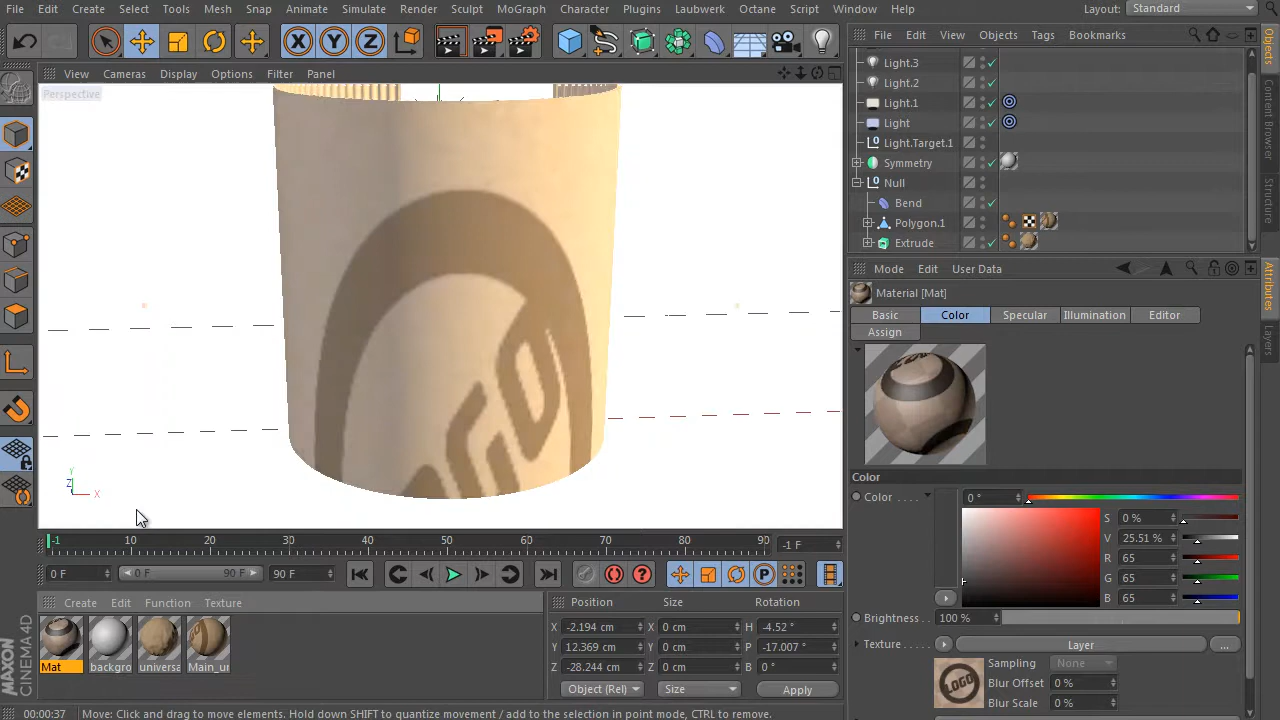 File Edit Create Select Tools Mesh Snap Animate Simulate Render Sculpt MoGraph Character Plugins Laubwerk Octane Script Window Help Layout: Standard
View Cameras Display Options Filter Panel
Perspective
LOGO
File Edit View Objects Tags Bookmarks
Light.3
Light.2
Light.1
Light
Light.Target.1
Symmetry
Null
Bend
Polygon.1
Extrude
Objects
Content Browser
Structure
Attributes
Layers
Mode Edit User Data
Material [Mat]
Basic Color Specular Illumination Editor
Assign
Color
Color . . . . 0 °
S 0 %
V 25.51 %
R 65
G 65
B 65
Brightness . 100 %
Texture . . . Layer ...
LOGO
Sampling None
Blur Offset 0 %
Blur Scale 0 %
X Y Z X Y Z
-1 10 20 30 40 50 60 70 80 90 -1 F
0 F 0 F 90 F 90 F
P
Create Edit Function Texture
Mat backgro universa Main_ur
Position Size Rotation
X -2.194 cm X 0 cm H -4.52 °
Y 12.369 cm Y 0 cm P -17.007 °
Z -28.244 cm Z 0 cm B 0 °
Object (Rel) Size Apply
MAXON CINEMA 4D
00:00:37 Move: Click and drag to move elements. Hold down SHIFT to quantize movement / add to the selection in point mode, CTRL to remove.